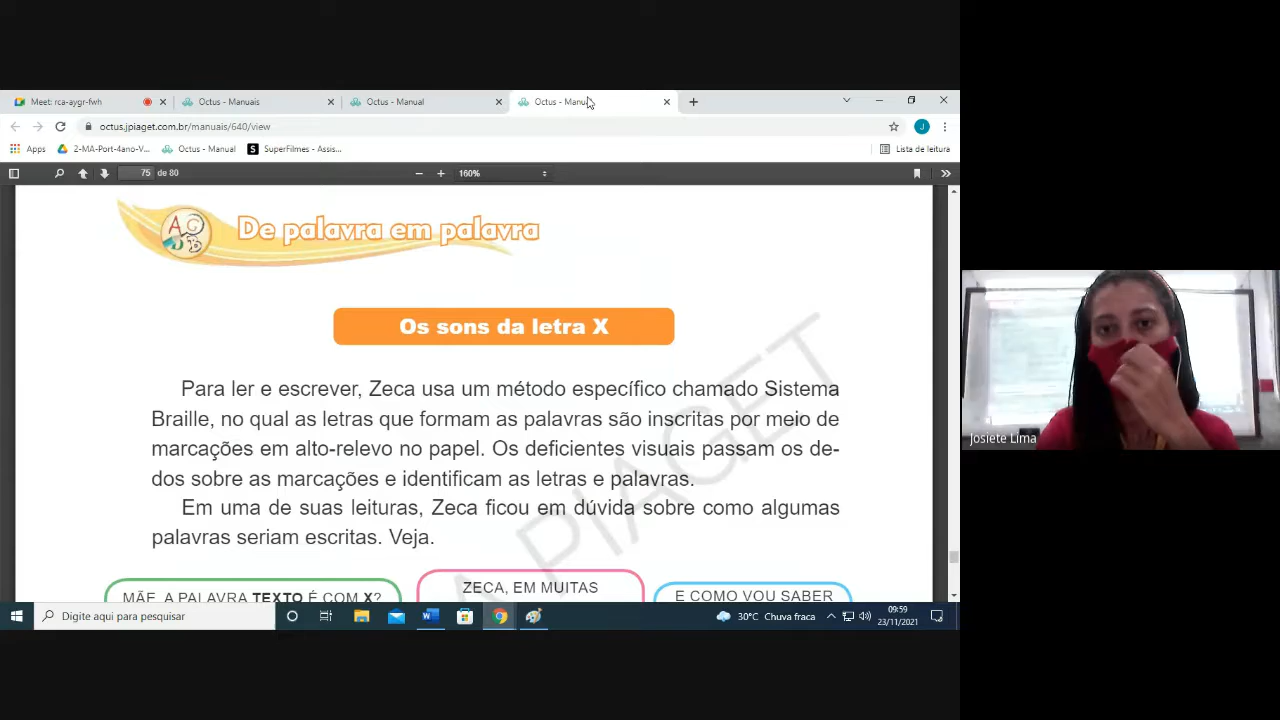 Meet: rca-aygr-fwh
Octus - Manuais
Octus - Manual
Octus - Manual
octus.jpiaget.com.br/manuais/640/view
Apps
2-MA-Port-4ano-V...
Octus - Manual
S
SuperFilmes - Assis...
Lista de leitura
J
75 de 80
160%
De palavra em palavra
Os sons da letra X
Para ler e escrever, Zeca usa um método específico chamado Sistema
Braille, no qual as letras que formam as palavras são inscritas por meio de
marcações em alto-relevo no papel. Os deficientes visuais passam os de-
dos sobre as marcações e identificam as letras e palavras.
Em uma de suas leituras, Zeca ficou em dúvida sobre como algumas
palavras seriam escritas. Veja.
MÃE, A PALAVRA TEXTO É COM X?
ZECA, EM MUITAS
E COMO VOU SABER
A PIAGET
Josiete Lima
Digite aqui para pesquisar
30°C Chuva fraca
09:59
23/11/2021